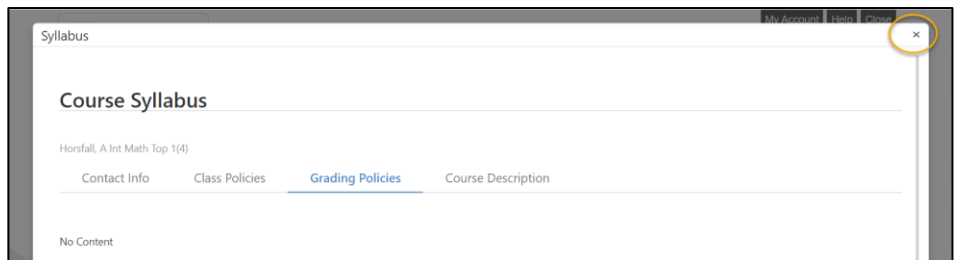 My Account Help Close
Syllabus ×
Course Syllabus
Horsfall, A Int Math Top 1(4)
Contact Info Class Policies Grading Policies Course Description
No Content